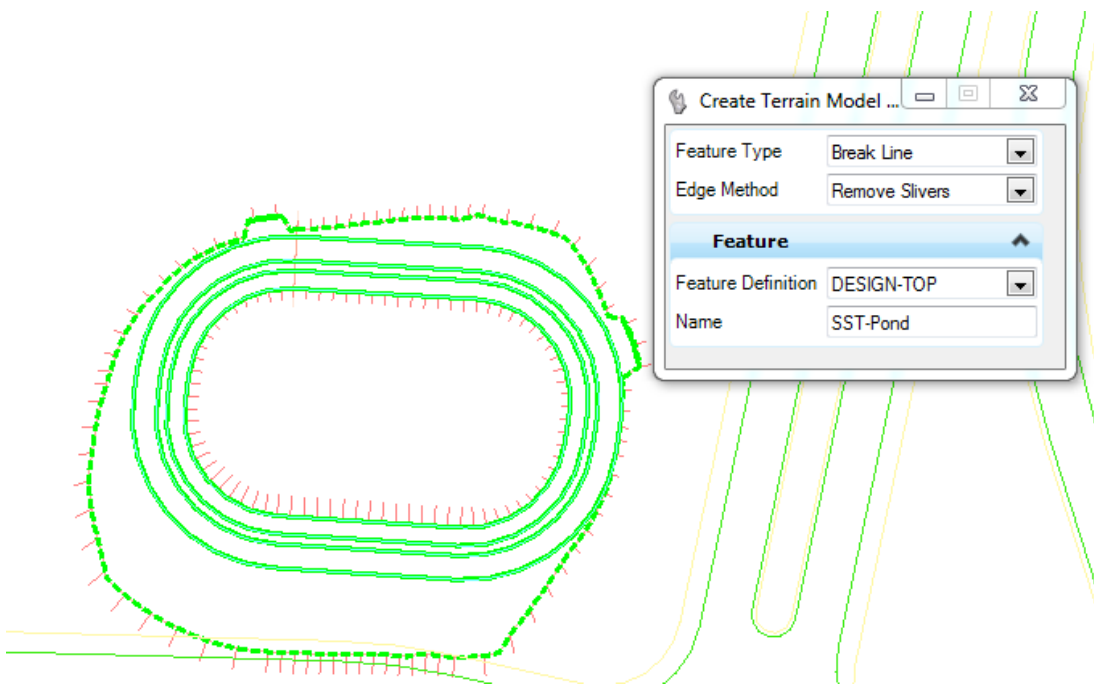 Create Terrain Model ...
Feature Type Break Line
Edge Method Remove Slivers
Feature
Feature Definition DESIGN-TOP
Name SST-Pond